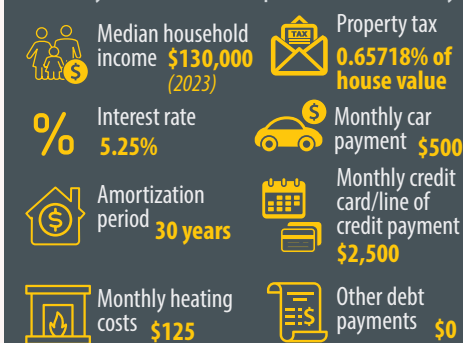 Median household
income $130,000
(2023)
TAX
Property tax
0.65718% of
house value
%
Interest rate
5.25%
$
Monthly car
payment $500
$
Amortization
period 30 years
Monthly credit
card/line of
credit payment
$2,500
Monthly heating
costs $125
$
Other debt
payments $0